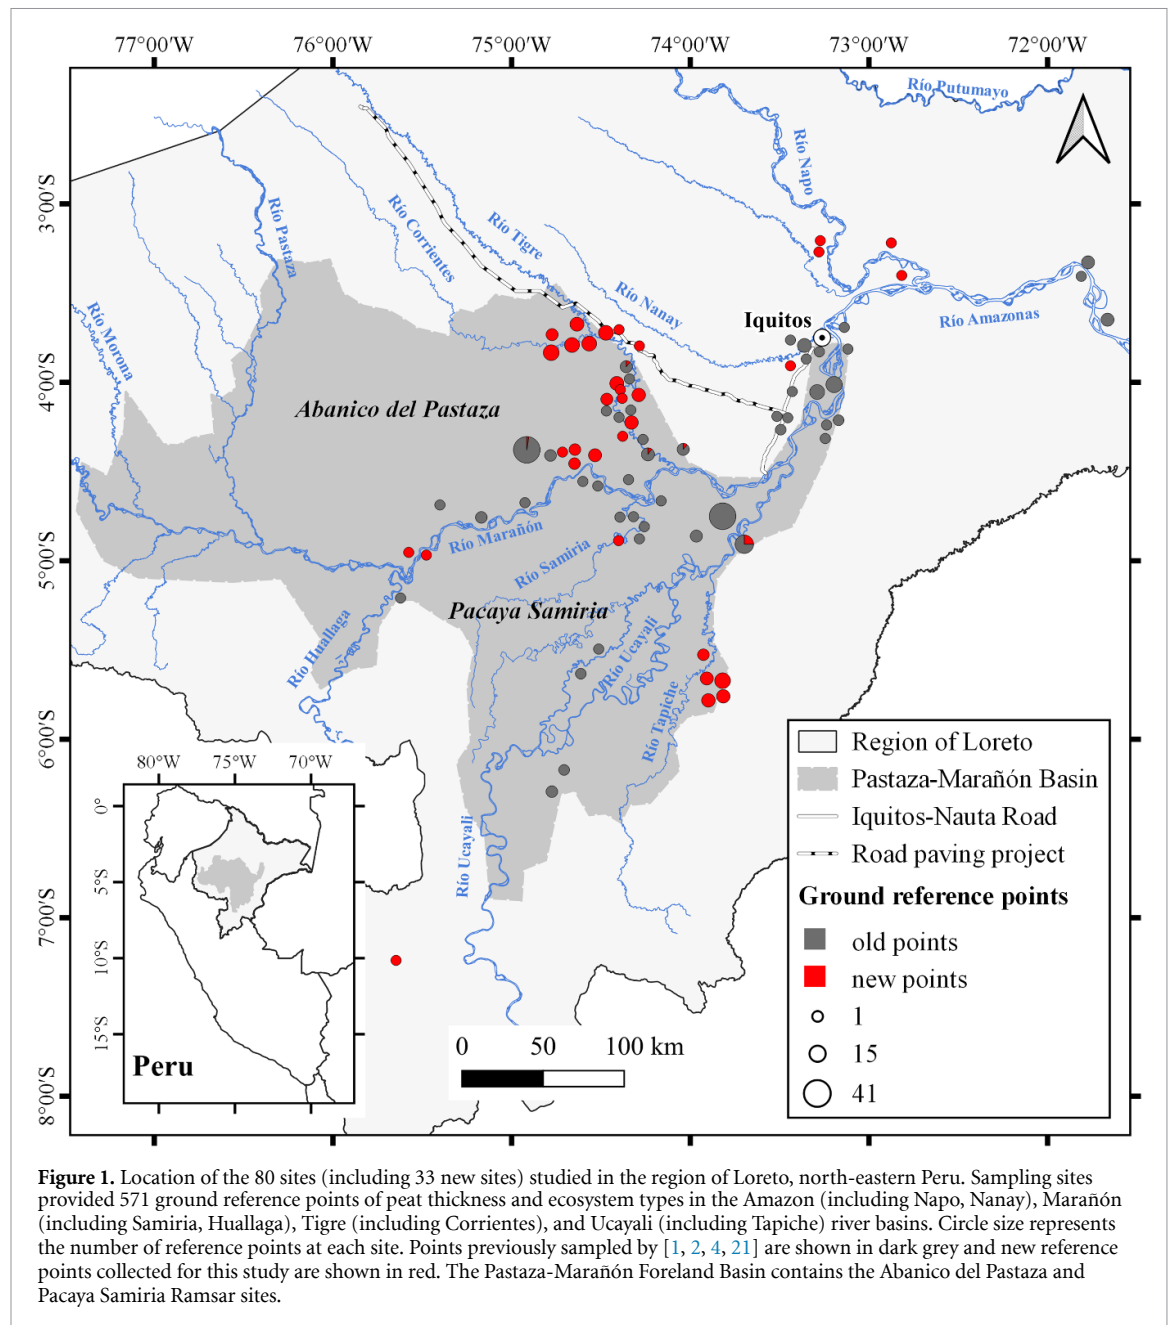 77°00'W 76°00'W 75°00'W 74°00'W 73°00'W 72°00'W
Río Putumayo
Río Napo
3°00'S
Río Pastaza
Río Corrientes
Río Tigre
Río Nanay
Río Morona
Iquitos
Río Amazonas
4°00'S
Abanico del Pastaza
Río Marañón
5°00'S
Río Samiria
Pacaya Samiria
Río Huallaga
Río Ucayali
Río Tapiche
6°00'S
Río Ucayali
7°00'S
8°00'S
80°W 75°W 70°W
0°
5°S
10°S
15°S
Peru
0 50 100 km
Region of Loreto
Pastaza-Marañón Basin
Iquitos-Nauta Road
Road paving project
Ground reference points
old points
new points
1
15
41
Figure 1. Location of the 80 sites (including 33 new sites) studied in the region of Loreto, north-eastern Peru. Sampling sites
provided 571 ground reference points of peat thickness and ecosystem types in the Amazon (including Napo, Nanay), Marañón
(including Samiria, Huallaga), Tigre (including Corrientes), and Ucayali (including Tapiche) river basins. Circle size represents
the number of reference points at each site. Points previously sampled by [1, 2, 4, 21] are shown in dark grey and new reference
points collected for this study are shown in red. The Pastaza-Marañón Foreland Basin contains the Abanico del Pastaza and
Pacaya Samiria Ramsar sites.